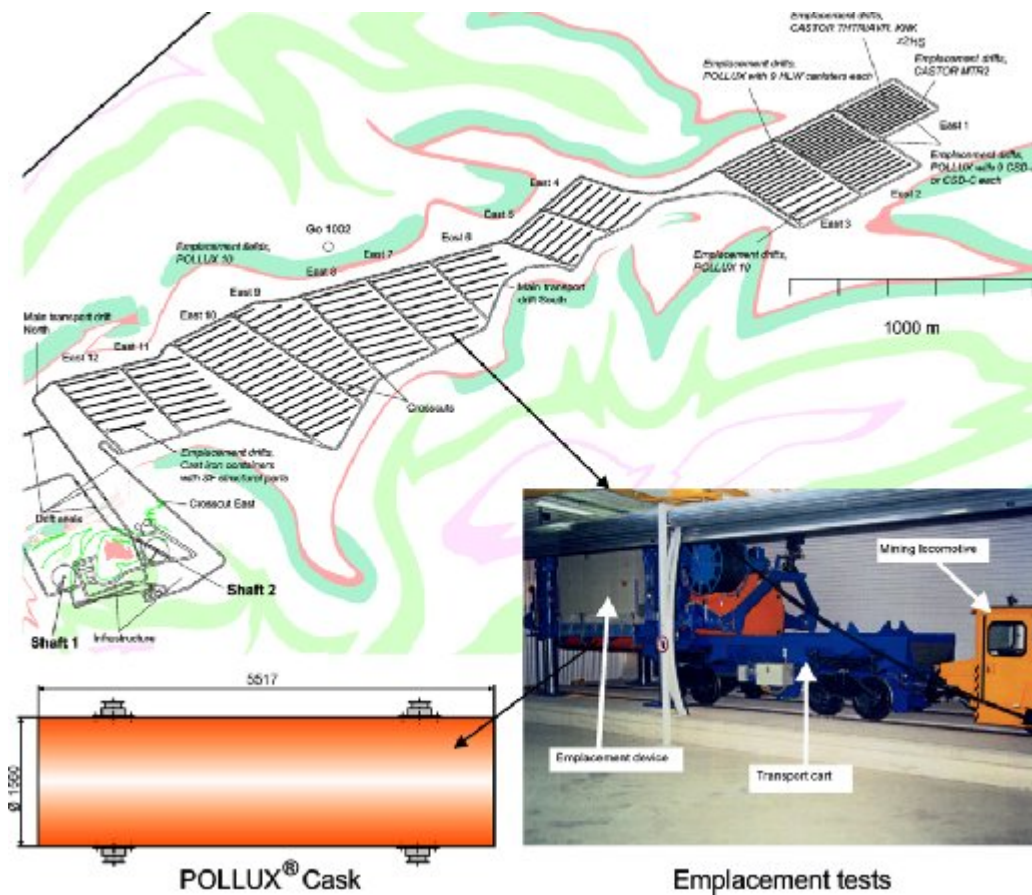 Emplacement drifts,
CASTOR THTR/AVR, KNK
Emplacement drifts,
CASTOR MTR2
Emplacement drifts,
POLLUX with 9 HLW canisters each
East 1
Emplacement drifts,
POLLUX with 9
or CSD-C each
East 2
East 3
Emplacement drifts,
POLLUX 10
East 4
East 5
East 6
Go 1002
East 7
East 8
Emplacement fields,
POLLUX 10
Main transport
drift South
1000 m
East 9
East 10
Main transport drift
North
East 11
East 12
Crosscuts
Emplacement drifts,
Cast iron containers
with SF structural parts
Crosscut East
Drift
Shaft 2
Shaft 1
Infrastructure
Mining locomotive
Emplacement device
Transport cart
5517
Ø 1560
POLLUX® Cask
Emplacement tests